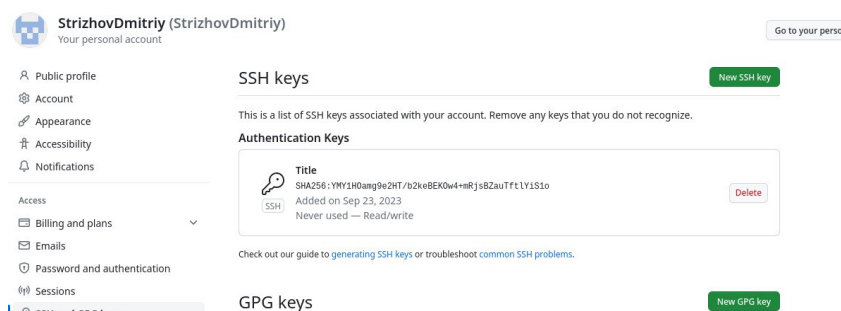 StrizhovDmitriy (StrizhovDmitriy)
Your personal account
Go to your perso
Public profile
Account
Appearance
Accessibility
Notifications
Access
Billing and plans
Emails
Password and authentication
Sessions
SSH keys
New SSH key
This is a list of SSH keys associated with your account. Remove any keys that you do not recognize.
Authentication Keys
Title
SHA256:YMY1HOamg9e2HT/b2keBEKOw4+mRjsBZauTftlYiS1o
SSH
Added on Sep 23, 2023
Never used — Read/write
Delete
Check out our guide to generating SSH keys or troubleshoot common SSH problems.
GPG keys
New GPG key